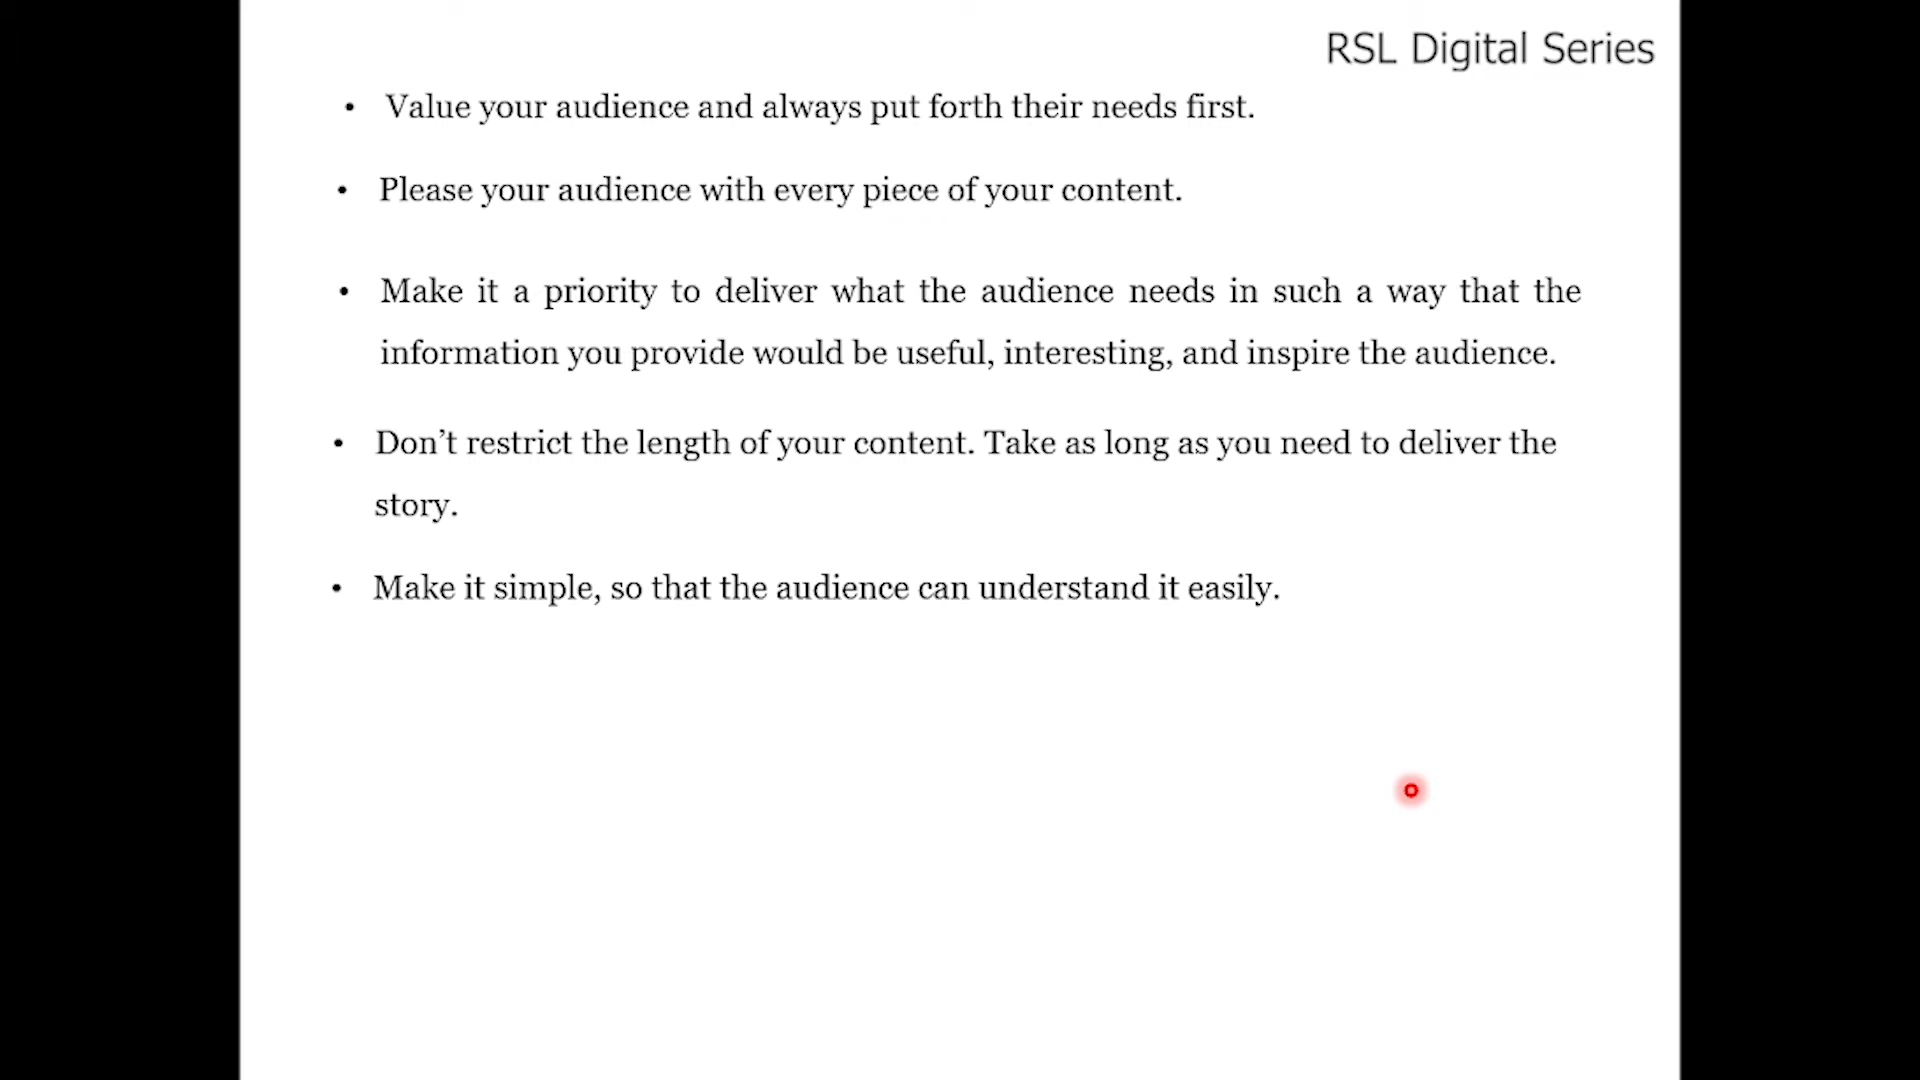 RSL Digital Series
• Value your audience and always put forth their needs first.
• Please your audience with every piece of your content.
• Make it a priority to deliver what the audience needs in such a way that the
information you provide would be useful, interesting, and inspire the audience.
• Don’t restrict the length of your content. Take as long as you need to deliver the
story.
• Make it simple, so that the audience can understand it easily.